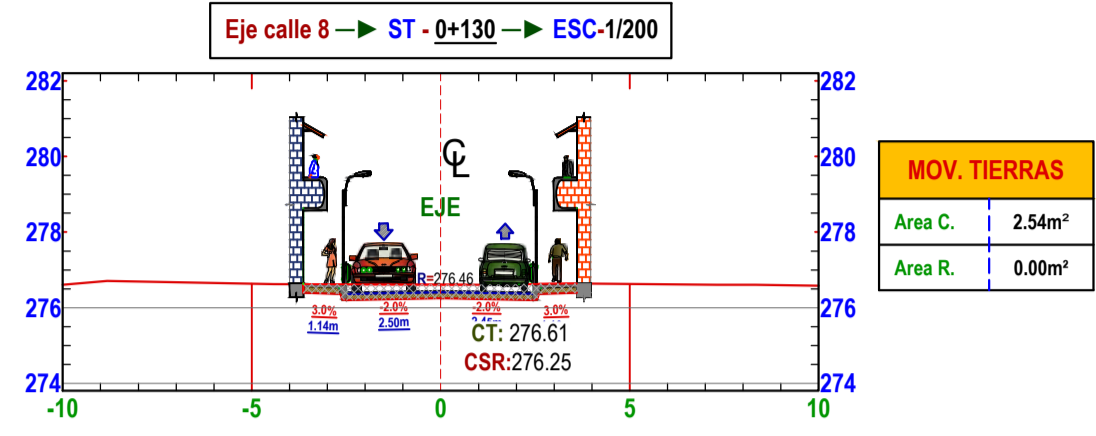 Eje calle 8 ST - 0+130 ESC-1/200
282 282
280 280
278 278
276 276
274 274
℄
EJE
R=276.46
3.0% -2.0% -2.0% 3.0%
1.14m 2.50m
CT: 276.61
CSR:276.25
-10 -5 0 5 10
MOV. TIERRAS
Area C. 2.54m²
Area R. 0.00m²